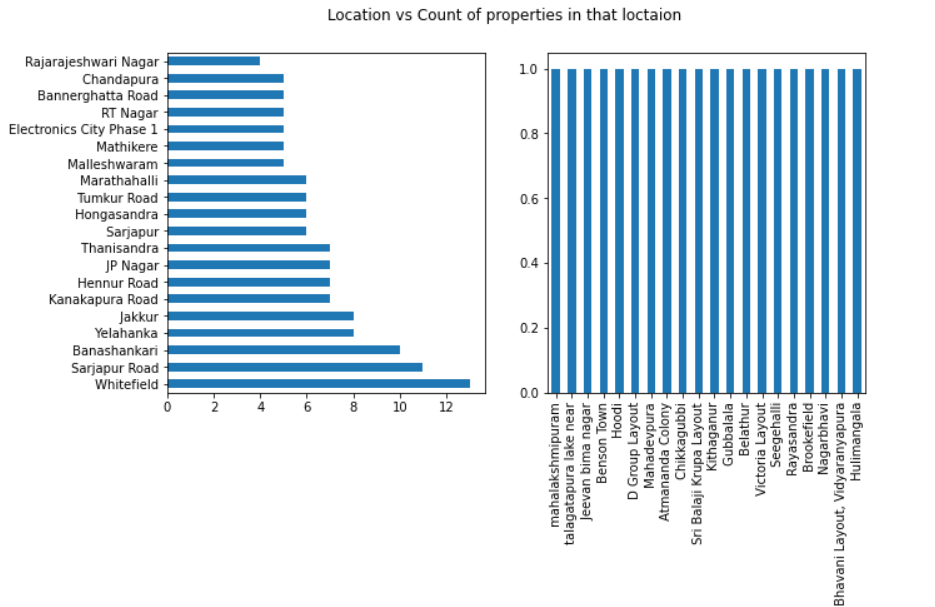 Location vs Count of properties in that loctaion
Rajarajeshwari Nagar
Chandapura
Bannerghatta Road
RT Nagar
Electronics City Phase 1
Mathikere
Malleshwaram
Marathahalli
Tumkur Road
Hongasandra
Sarjapur
Thanisandra
JP Nagar
Hennur Road
Kanakapura Road
Jakkur
Yelahanka
Banashankari
Sarjapur Road
Whitefield
0 2 4 6 8 10 12
1.0
0.8
0.6
0.4
0.2
0.0
mahalakshmipuram
talagatapura lake near
Jeevan bima nagar
Benson Town
Hoodi
D Group Layout
Mahadevpura
Atmananda Colony
Chikkagubbi
Sri Balaji Krupa Layout
Kithaganur
Gubbalala
Belathur
Victoria Layout
Seegehalli
Rayasandra
Brookefield
Nagarbhavi
Bhavani Layout, Vidyaranyapura
Hulimangala